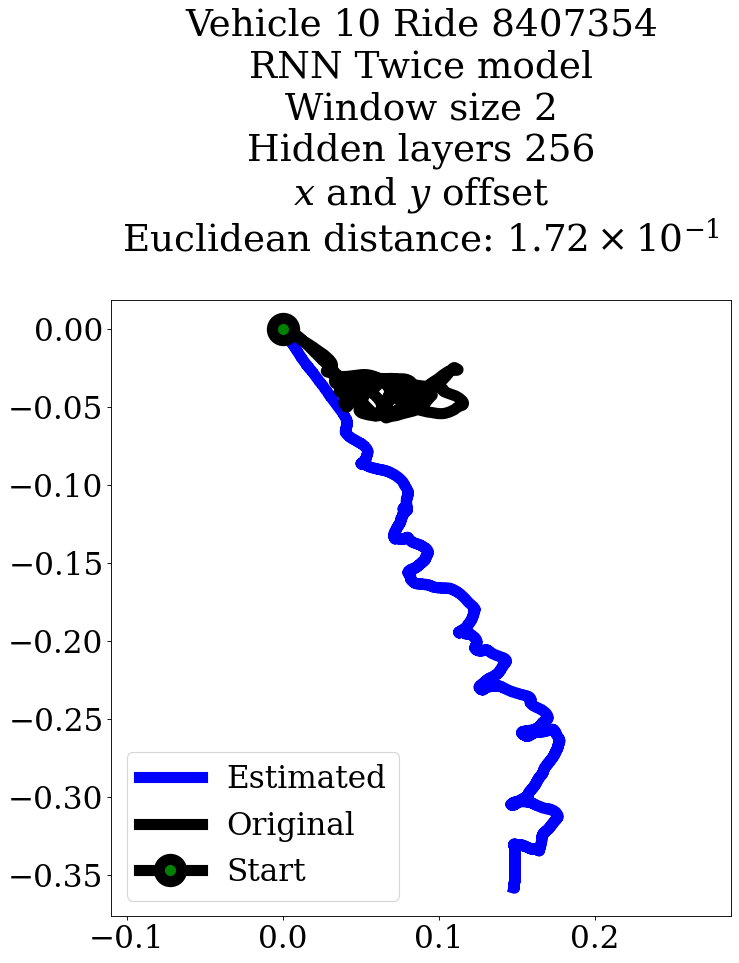 Vehicle 10 Ride 8407354
RNN Twice model
Window size 2
Hidden layers 256
x and y offset
Euclidean distance: 1.72 × 10⁻¹
0.00
−0.05
−0.10
−0.15
−0.20
−0.25
−0.30
−0.35
Estimated
Original
Start
−0.1 0.0 0.1 0.2